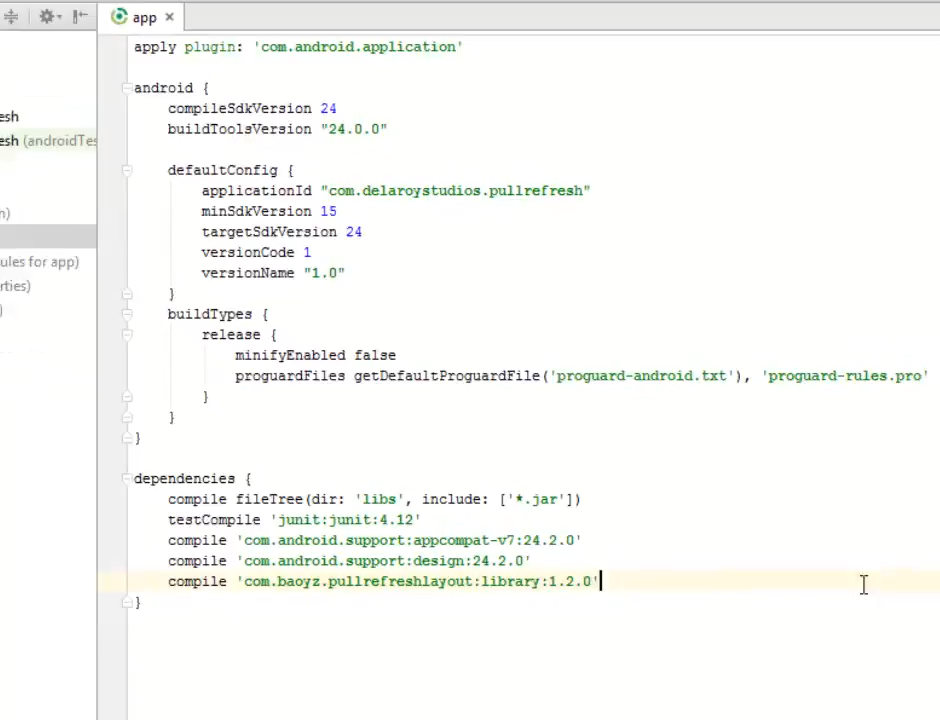 app
apply plugin: 'com.android.application'
esh
android {
compileSdkVersion 24
buildToolsVersion "24.0.0"
esh (androidTes
defaultConfig {
applicationId "com.delaroystudios.pullrefresh"
minSdkVersion 15
h)
targetSdkVersion 24
versionCode 1
ules for app)
versionName "1.0"
rties)
}
)
buildTypes {
release {
minifyEnabled false
proguardFiles getDefaultProguardFile('proguard-android.txt'), 'proguard-rules.pro'
}
}
}
dependencies {
compile fileTree(dir: 'libs', include: ['*.jar'])
testCompile 'junit:junit:4.12'
compile 'com.android.support:appcompat-v7:24.2.0'
compile 'com.android.support:design:24.2.0'
compile 'com.baoyz.pullrefreshlayout:library:1.2.0'
}